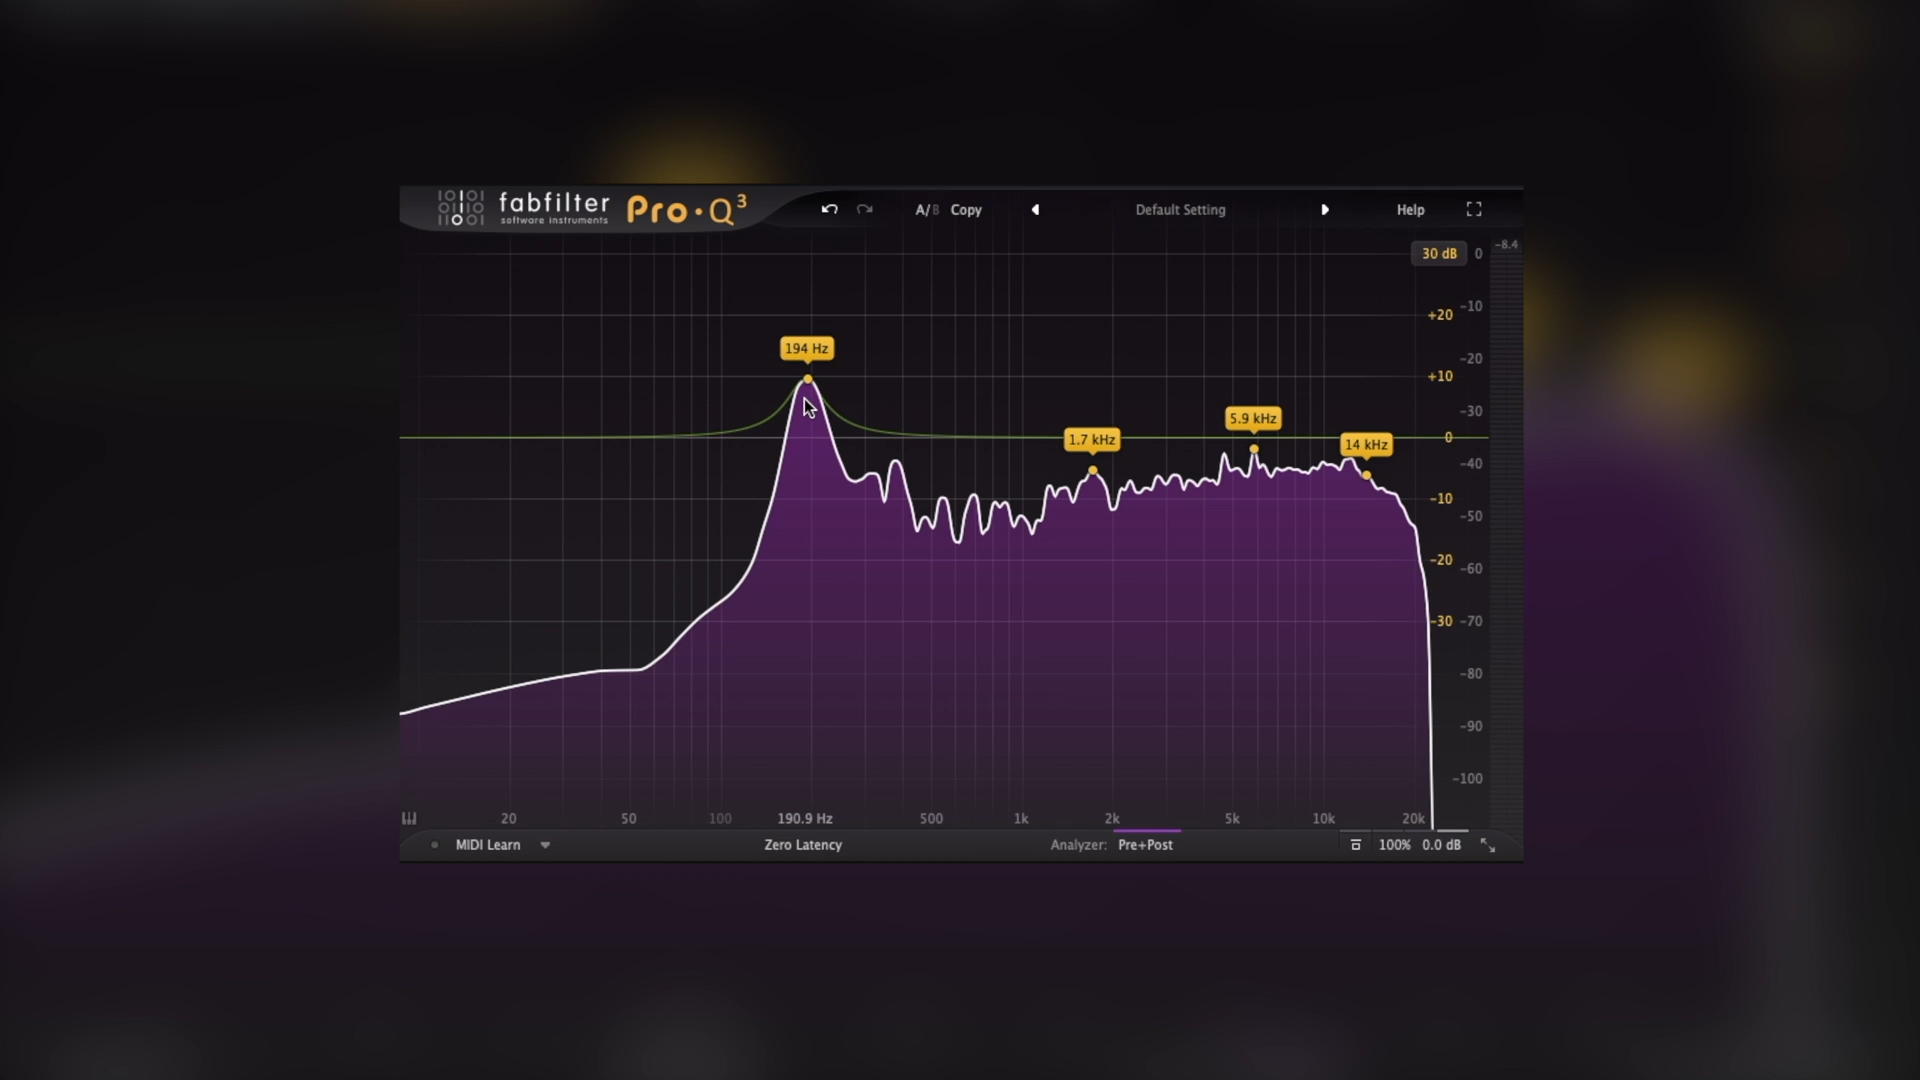 fabfilter
software instruments
Pro·Q3
A/B Copy
Default Setting
Help
30 dB
0
-8.4
+20
+10
0
-10
-20
-30
-10
-20
-30
-40
-50
-60
-70
-80
-90
-100
194 Hz
1.7 kHz
5.9 kHz
14 kHz
20
50
100
190.9 Hz
500
1k
2k
5k
10k
20k
MIDI Learn
Zero Latency
Analyzer: Pre+Post
100%
0.0 dB